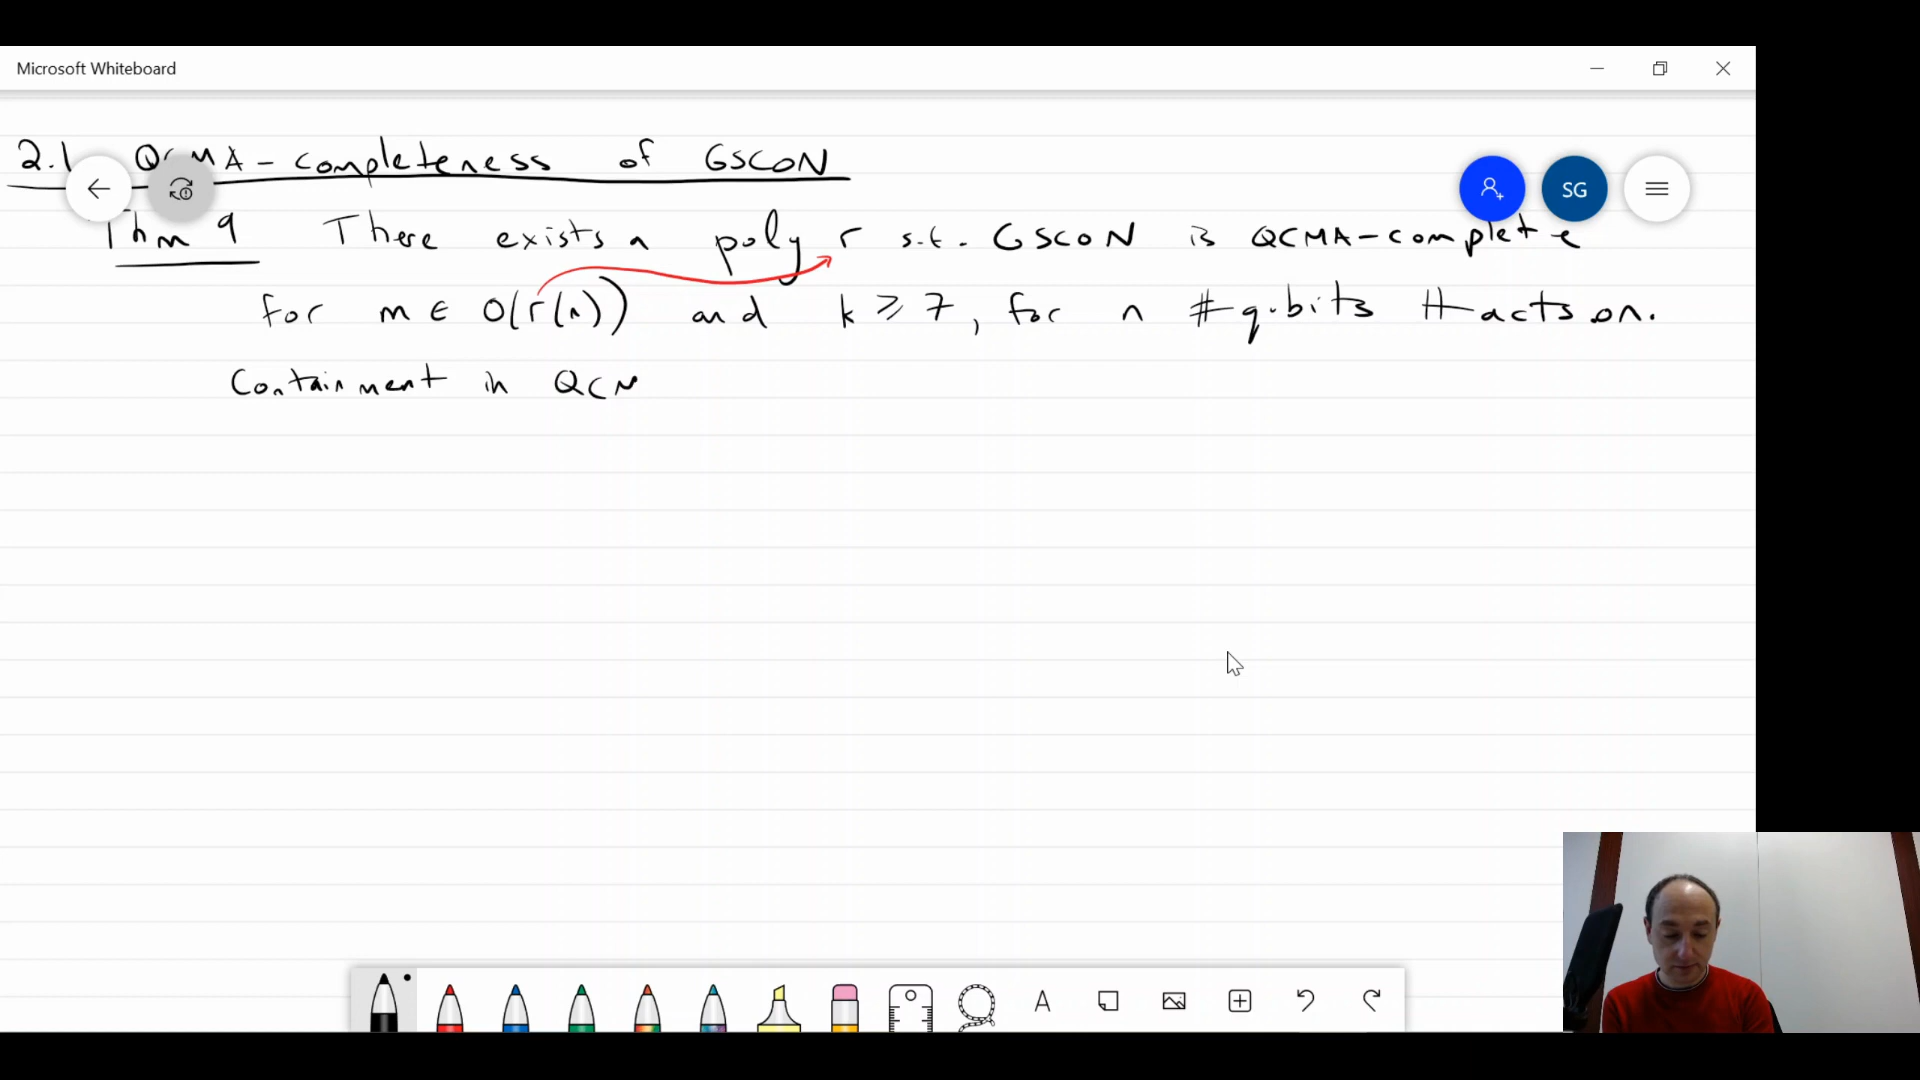 Microsoft Whiteboard
2.1 QCMA-completeness of GSCON
SG
Thm 9 There exists a poly r s.t. GSCON is QCMA-complete
for m ∈ O(r(n)) and k ≥ 7, for n #qubits H acts on.
Containment in QCM
A